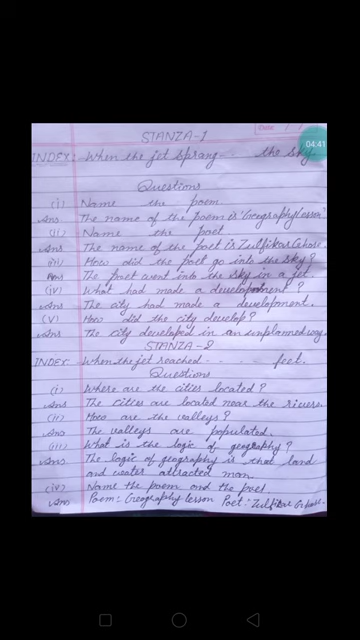 Date / /
04:41
STANZA-1
INDEX: When the jet sprang--- the sky
Questions
(i) Name the poem.
Ans The name of the poem is 'Geography lesson'
(ii) Name the poet.
Ans The name of the poet is Zulfikar Ghose.
(iii) How did the poet go into the sky?
Ans The poet went into the sky in a jet.
(iv) What had made a development?
Ans The city had made a development.
(v) How did the city develop?
Ans The city developed in an unplanned way.
STANZA-2
INDEX: When the jet reached------ feet.
Questions
(i) Where are the cities located?
Ans The cities are located near the rivers.
(ii) How are the valleys?
Ans The valleys are populated.
(iii) What is the logic of geography?
Ans. The logic of geography is that land
and water attracted man.
(iv) Name the poem and the poet
Ans Poem: Geography lesson Poet: Zulfikar Ghose.